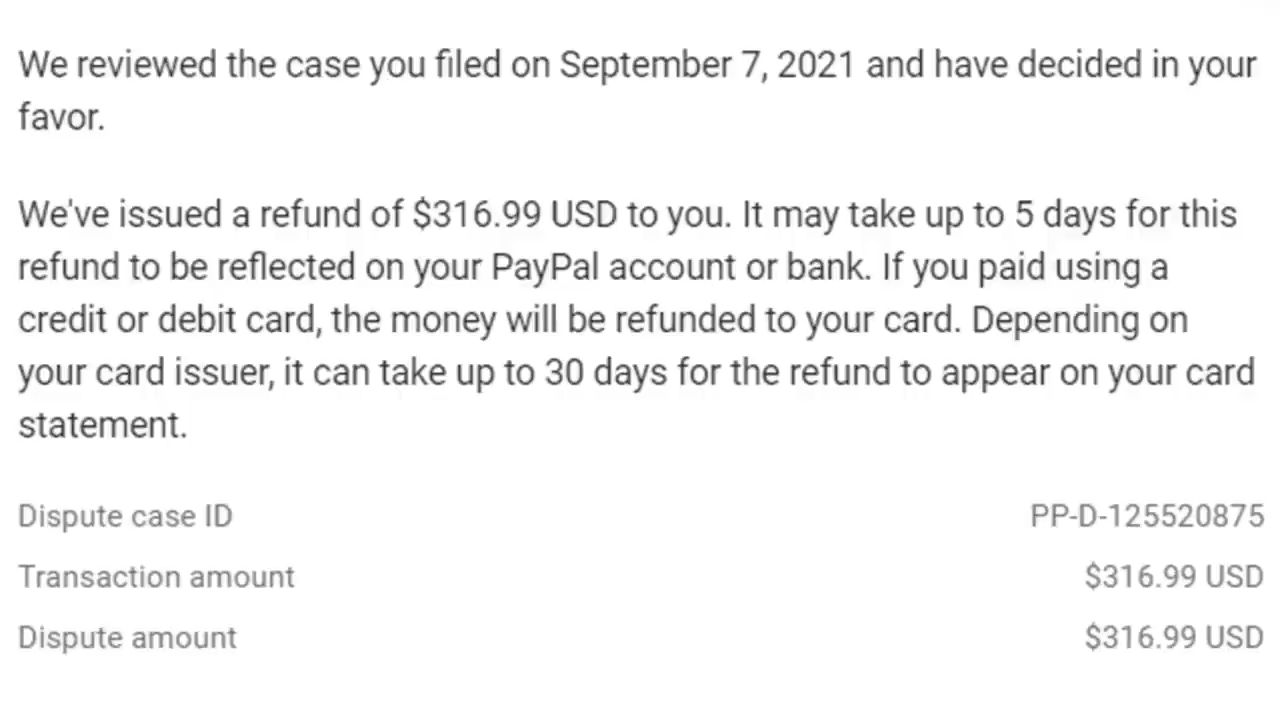 We reviewed the case you filed on September 7, 2021 and have decided in your
favor.
We've issued a refund of $316.99 USD to you. It may take up to 5 days for this
refund to be reflected on your PayPal account or bank. If you paid using a
credit or debit card, the money will be refunded to your card. Depending on
your card issuer, it can take up to 30 days for the refund to appear on your card
statement.
Dispute case ID PP-D-125520875
Transaction amount $316.99 USD
Dispute amount $316.99 USD